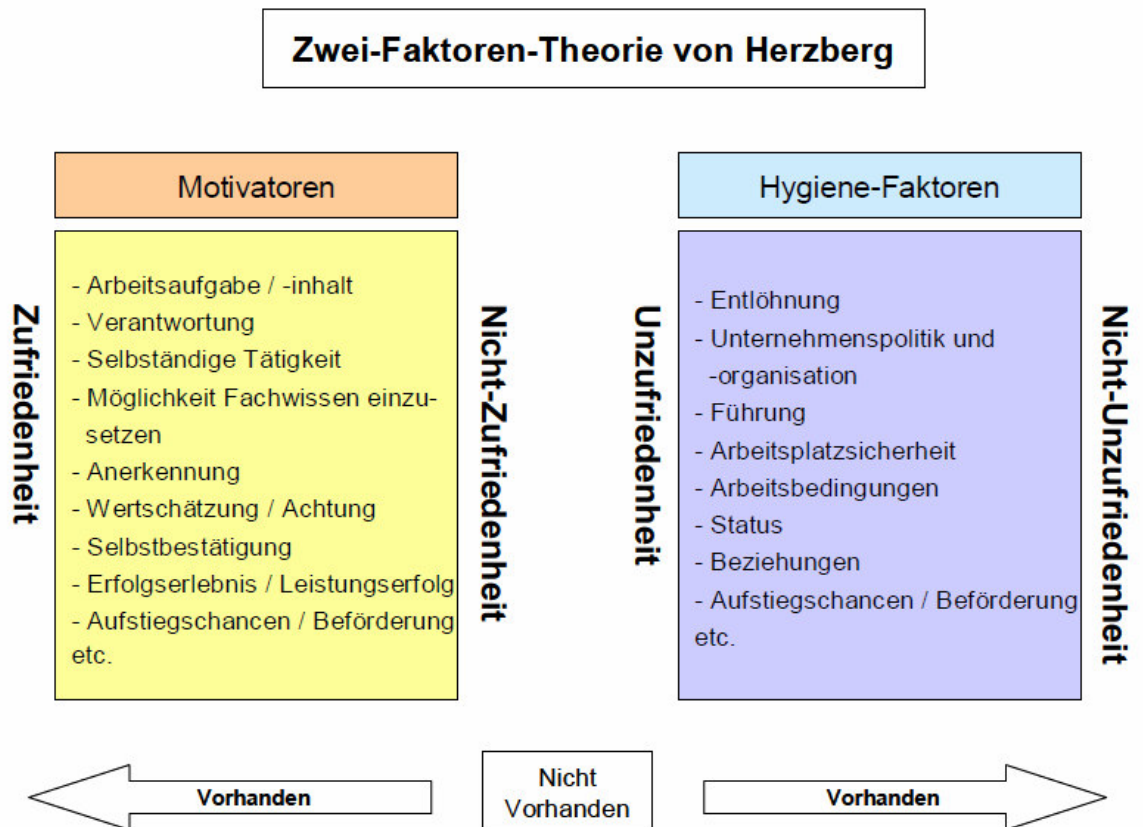 Zwei-Faktoren-Theorie von Herzberg
Motivatoren
Zufriedenheit
- Arbeitsaufgabe / -inhalt
- Verantwortung
- Selbständige Tätigkeit
- Möglichkeit Fachwissen einzu-
setzen
- Anerkennung
- Wertschätzung / Achtung
- Selbstbestätigung
- Erfolgserlebnis / Leistungserfolg
- Aufstiegschancen / Beförderung
etc.
Nicht-Zufriedenheit
Hygiene-Faktoren
Unzufriedenheit
- Entlöhnung
- Unternehmenspolitik und
-organisation
- Führung
- Arbeitsplatzsicherheit
- Arbeitsbedingungen
- Status
- Beziehungen
- Aufstiegschancen / Beförderung
etc.
Nicht-Unzufriedenheit
Vorhanden
Nicht
Vorhanden
Vorhanden